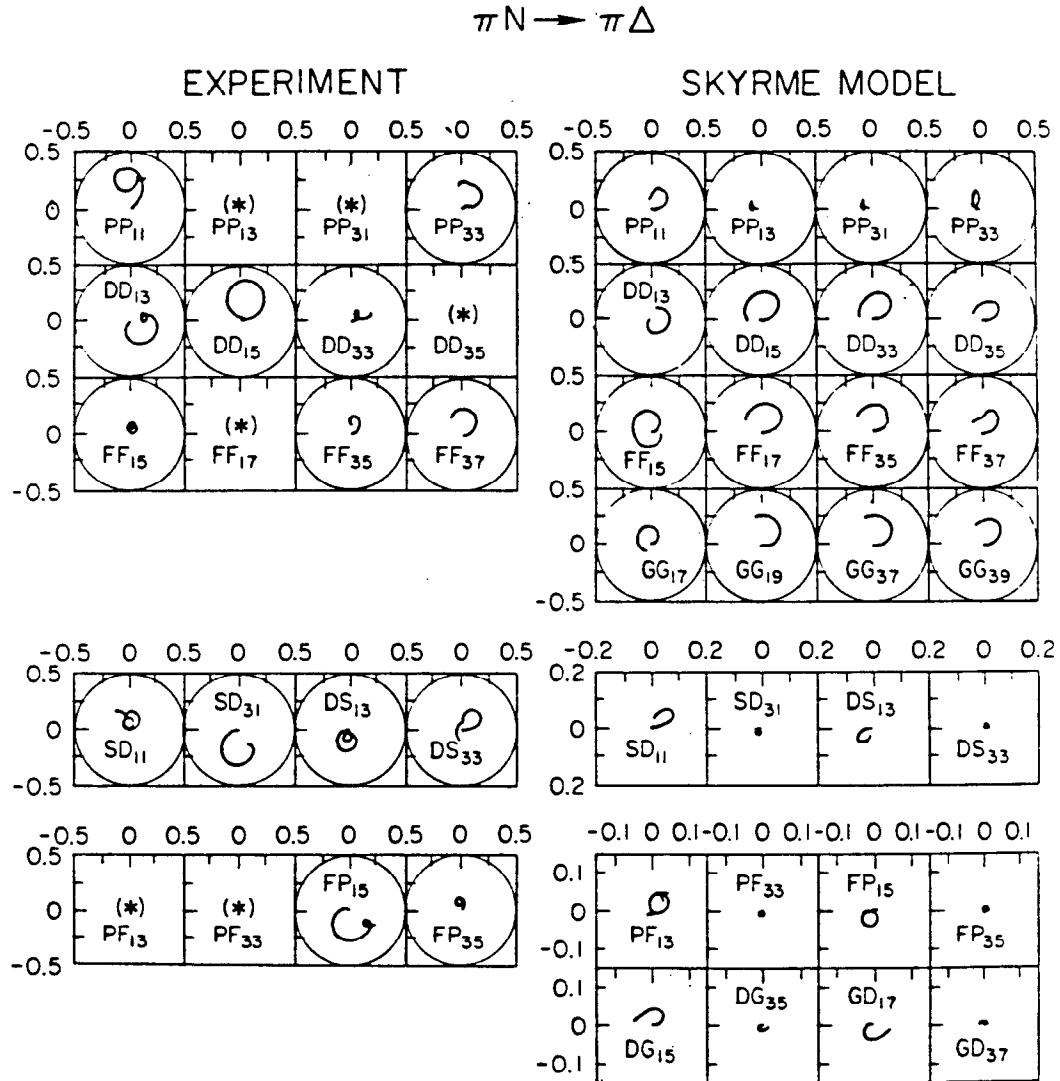 πN → πΔ
EXPERIMENT
SKYRME MODEL
-0.5 0 0.5 0 0.5 0 0.5 0 0.5
-0.5 0 0.5 0 0.5 0 0.5 0 0.5
0.5
0
PP11
(*)
PP13
(*)
PP31
PP33
0.5
0
DD13
DD15
DD33
(*)
DD35
0.5
0
FF15
(*)
FF17
FF35
FF37
-0.5
0.5
0
PP11
PP13
PP31
PP33
0.5
0
DD13
DD15
DD33
DD35
0.5
0
FF15
FF17
FF35
FF37
0.5
0
GG17
GG19
GG37
GG39
-0.5
-0.5 0 0.5 0 0.5 0 0.5 0 0.5
0.5
0
SD11
SD31
DS13
DS33
-0.5
-0.2 0 -0.2 0 -0.2 0 -0.2 0 0.2
0.2
0
SD11
SD31
DS13
DS33
0.2
-0.5 0 0.5 0 0.5 0 0.5 0 0.5
0.5
0
(*)
PF13
(*)
PF33
FP15
FP35
-0.5
-0.1 0 0.1 -0.1 0 0.1 -0.1 0 0.1 -0.1 0 0.1
0.1
0
-0.1
PF13
PF33
FP15
FP35
0.1
0
-0.1
DG15
DG35
GD17
GD37